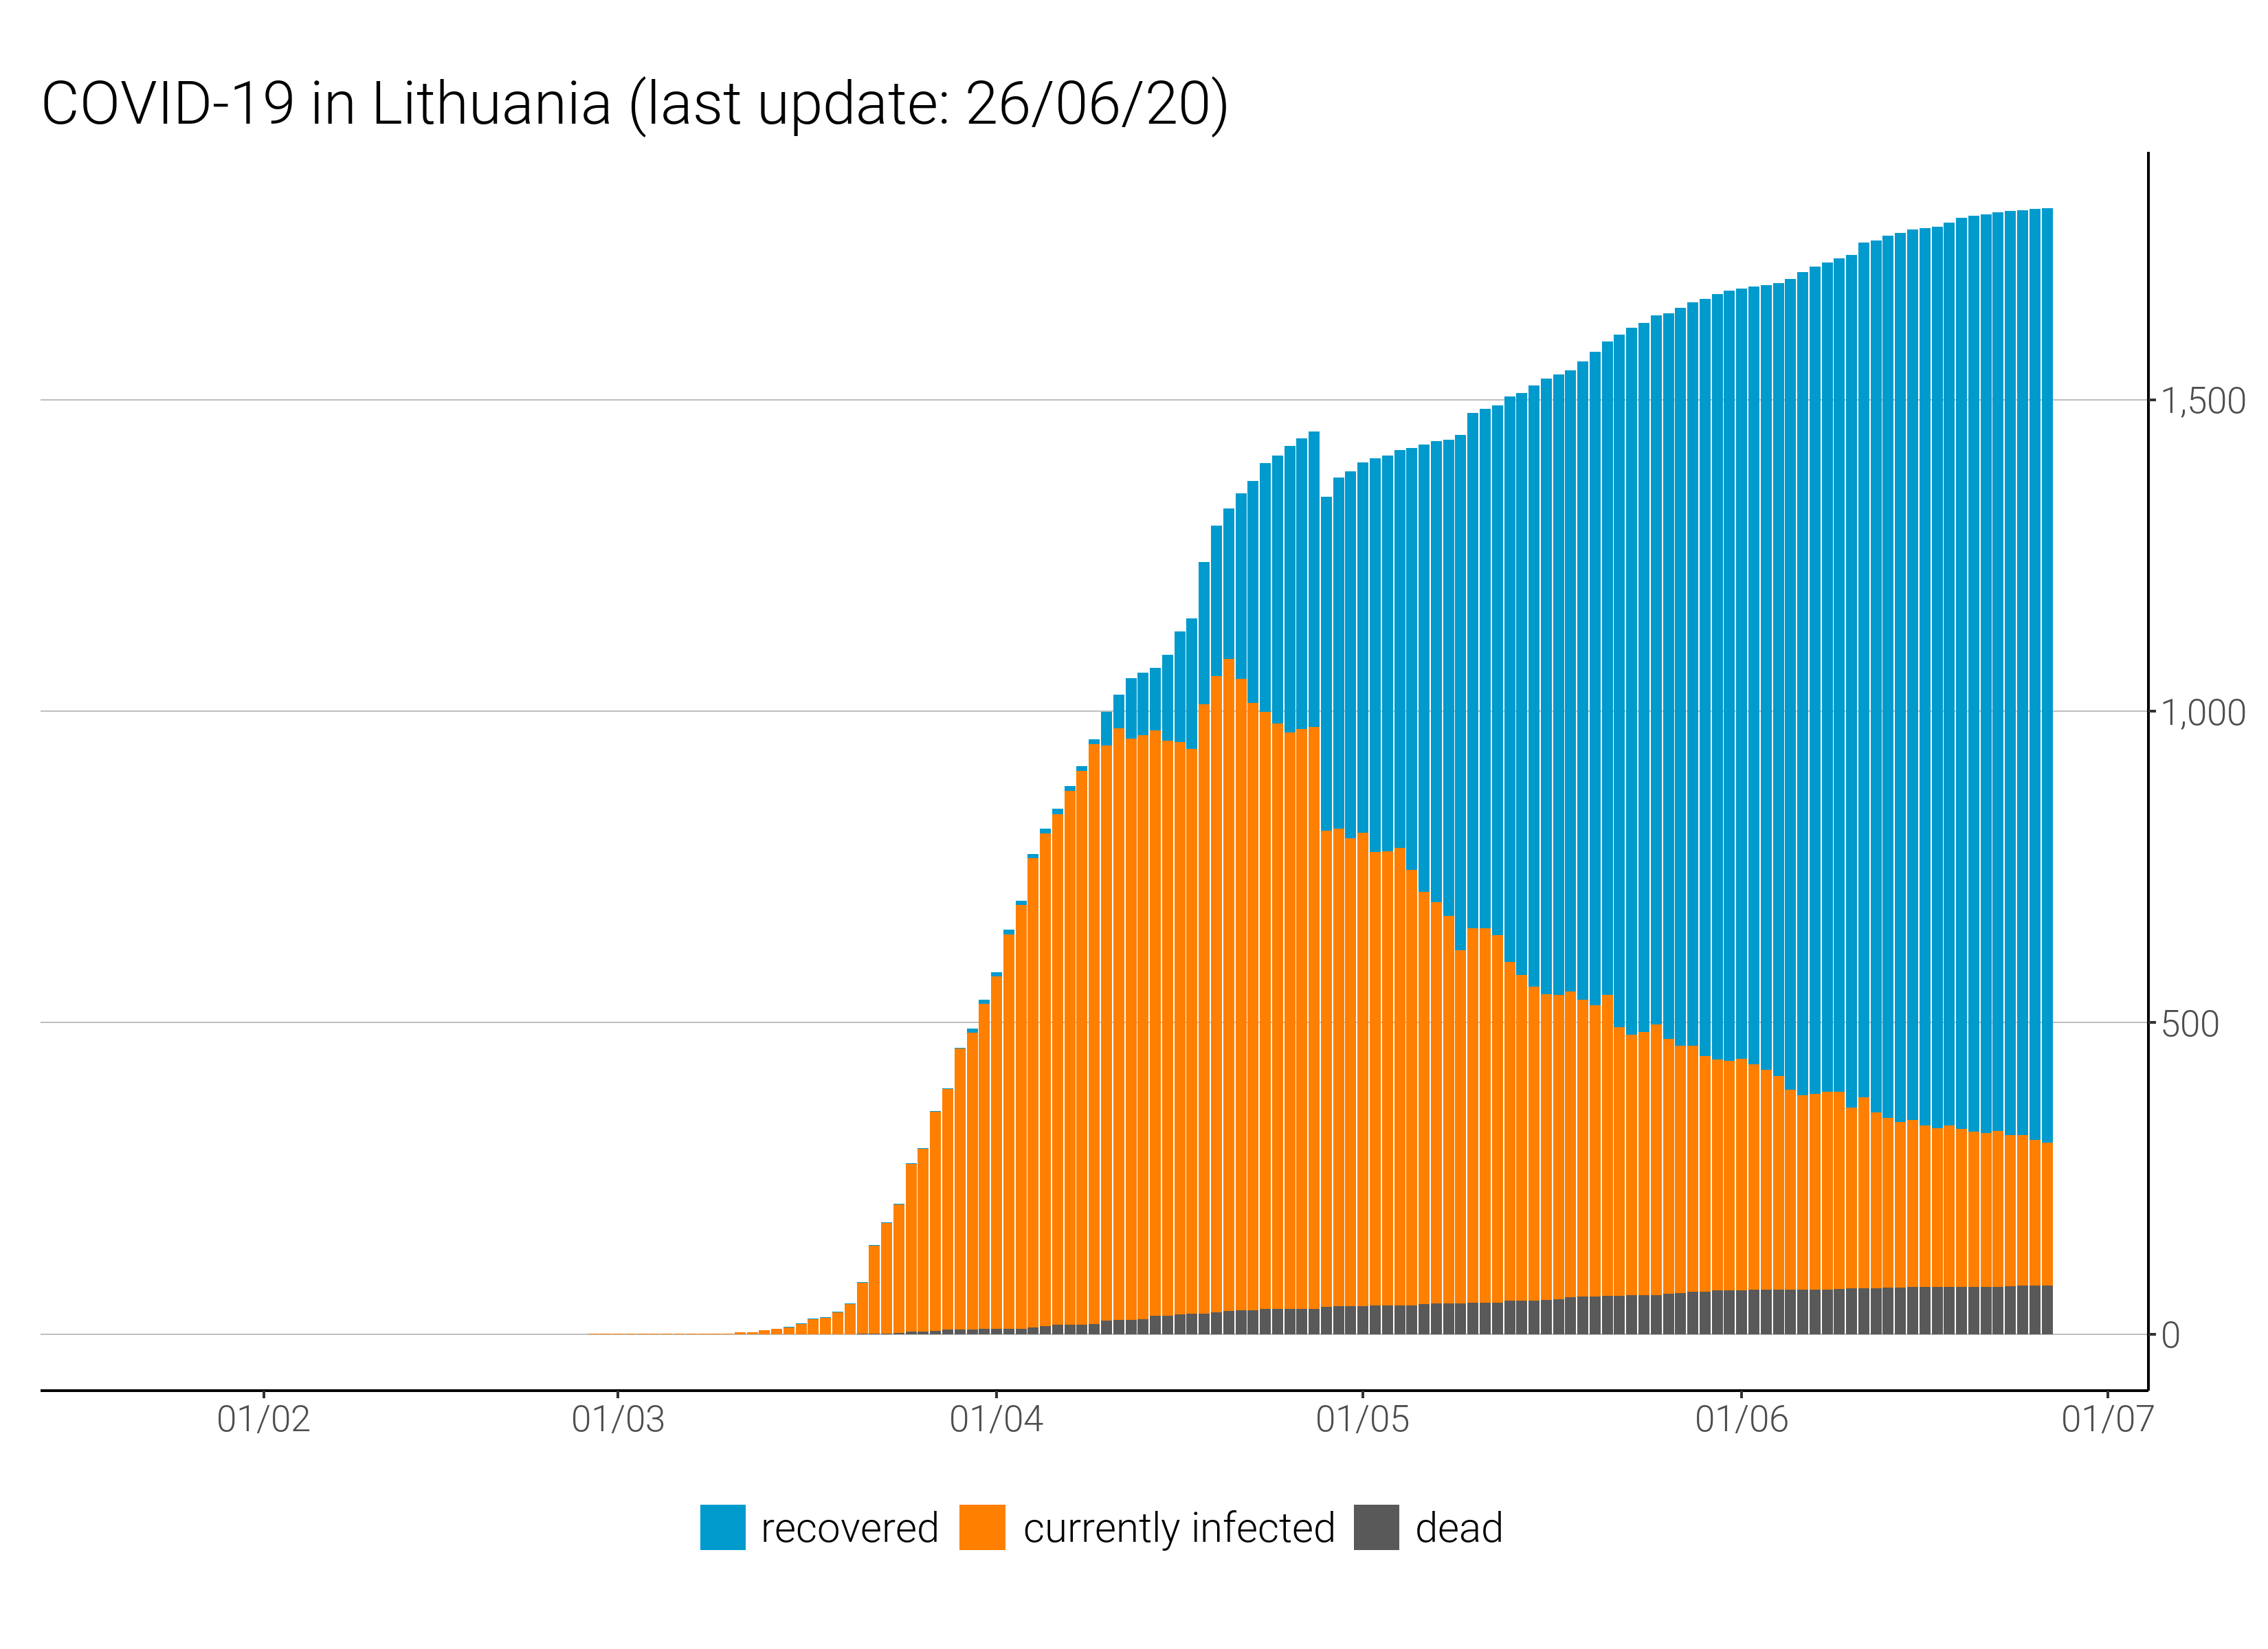 COVID-19 in Lithuania (last update: 26/06/20)
1,500
1,000
500
0
01/02 01/03 01/04 01/05 01/06 01/07
recovered currently infected dead